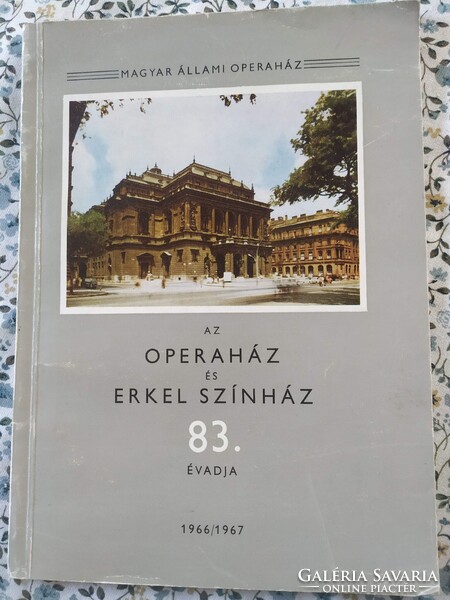 MAGYAR ÁLLAMI OPERAHÁZ
AZ
OPERAHÁZ
ÉS
ERKEL SZÍNHÁZ
83.
ÉVADJA
1966/1967
GALÉRIA SAVARIA
ONLINE PIACTÉR